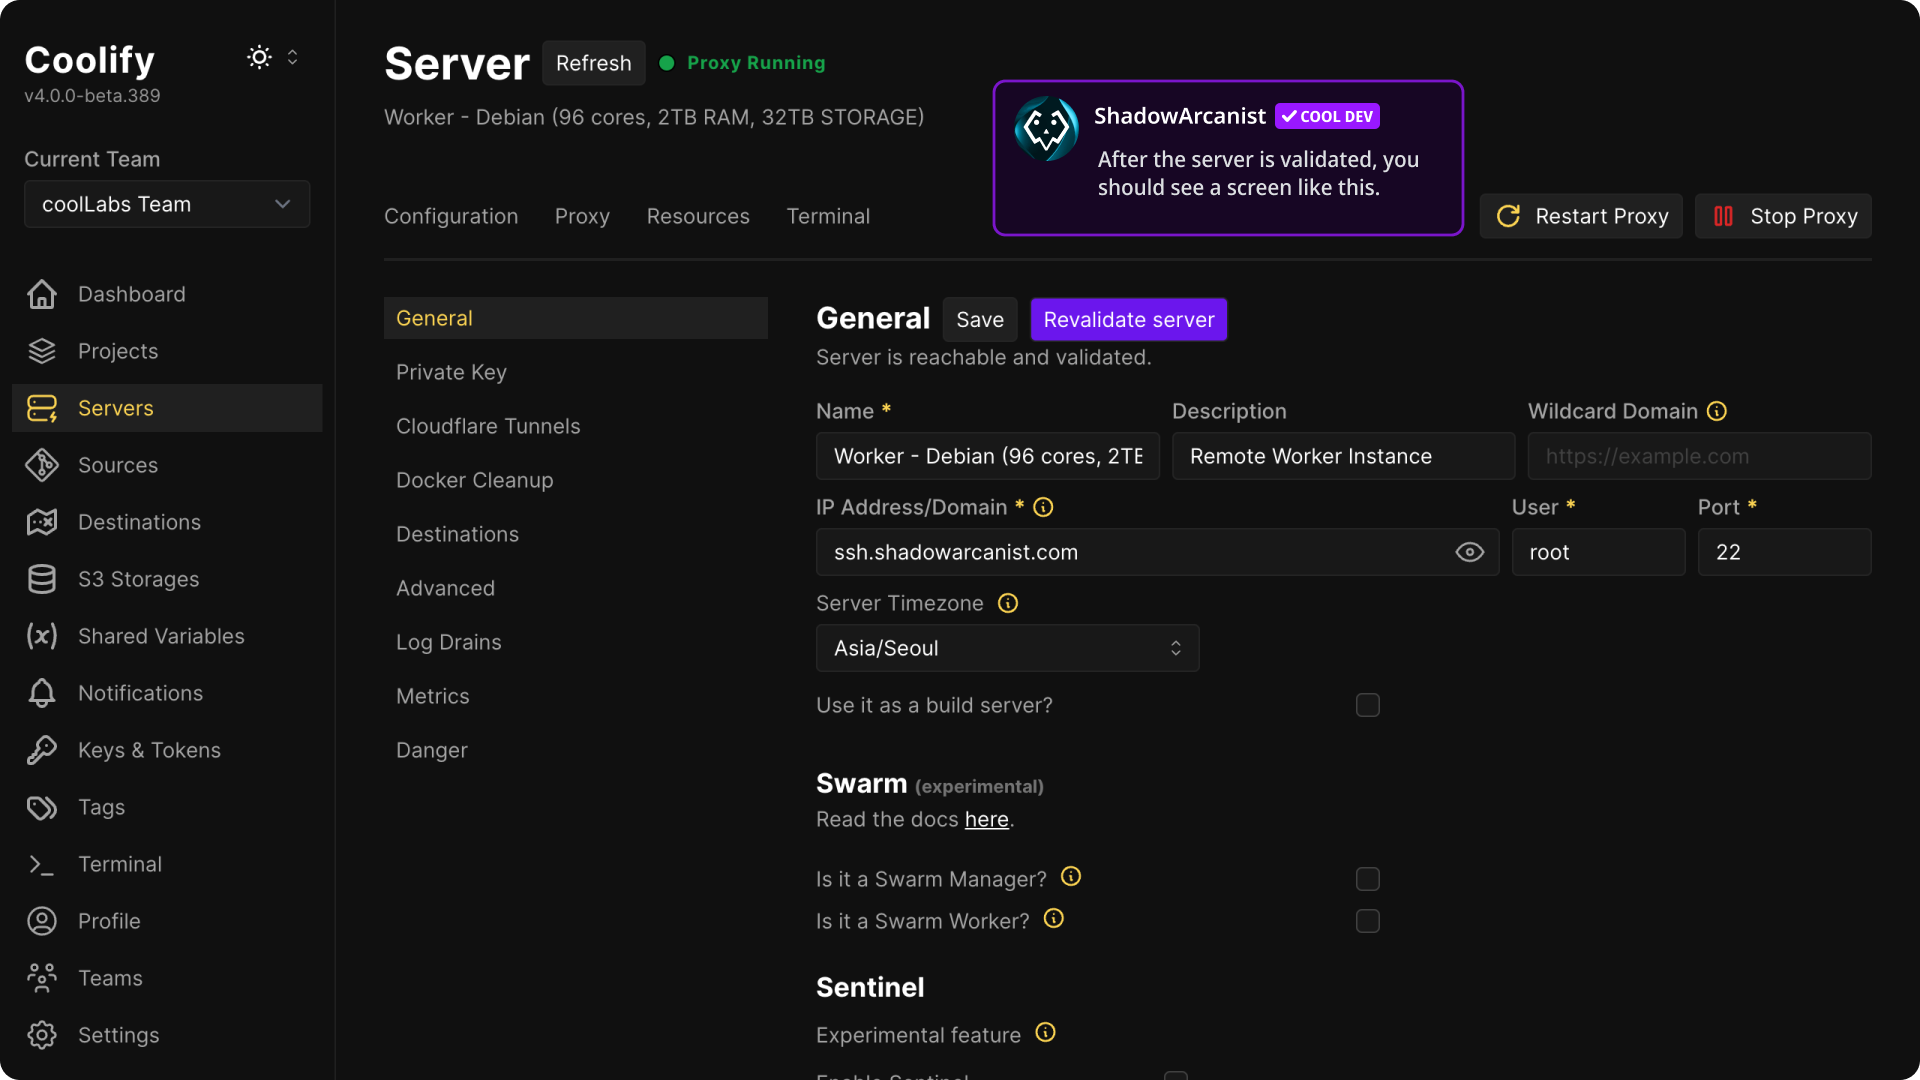 Coolify
v4.0.0-beta.389
Current Team
coolLabs Team
Dashboard
Projects
Servers
Sources
Destinations
S3 Storages
Shared Variables
Notifications
Keys & Tokens
Tags
Terminal
Profile
Teams
Settings
Server
Refresh
Proxy Running
Worker - Debian (96 cores, 2TB RAM, 32TB STORAGE)
ShadowArcanist
COOL DEV
After the server is validated, you
should see a screen like this.
Configuration
Proxy
Resources
Terminal
Restart Proxy
Stop Proxy
General
Private Key
Cloudflare Tunnels
Docker Cleanup
Destinations
Advanced
Log Drains
Metrics
Danger
General
Save
Revalidate server
Server is reachable and validated.
Name *
Description
Wildcard Domain
Worker - Debian (96 cores, 2TE
Remote Worker Instance
https://example.com
IP Address/Domain *
User *
Port *
ssh.shadowarcanist.com
root
22
Server Timezone
Asia/Seoul
Use it as a build server?
Swarm (experimental)
Read the docs here.
Is it a Swarm Manager?
Is it a Swarm Worker?
Sentinel
Experimental feature
Enable Sentinel